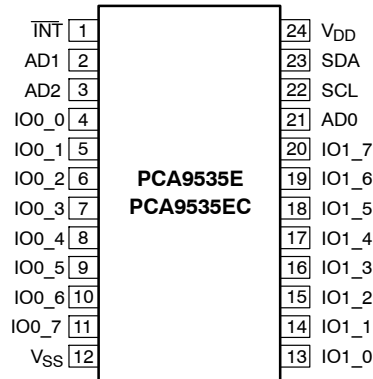 I̅N̅T̅ 1 24 VDD
AD1 2 23 SDA
AD2 3 22 SCL
IO0_0 4 21 AD0
IO0_1 5 20 IO1_7
IO0_2 6 PCA9535E 19 IO1_6
IO0_3 7 PCA9535EC 18 IO1_5
IO0_4 8 17 IO1_4
IO0_5 9 16 IO1_3
IO0_6 10 15 IO1_2
IO0_7 11 14 IO1_1
VSS 12 13 IO1_0